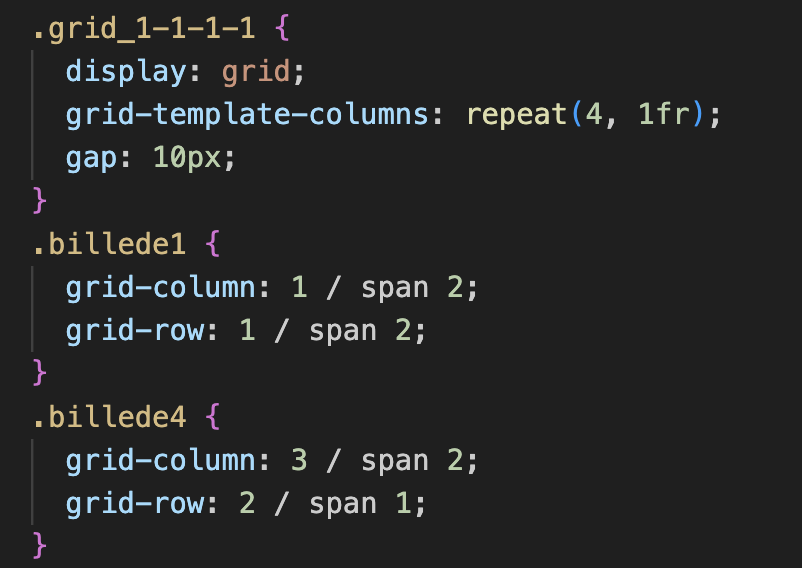 .grid_1-1-1-1 {
  display: grid;
  grid-template-columns: repeat(4, 1fr);
  gap: 10px;
}
.billede1 {
  grid-column: 1 / span 2;
  grid-row: 1 / span 2;
}
.billede4 {
  grid-column: 3 / span 2;
  grid-row: 2 / span 1;
}